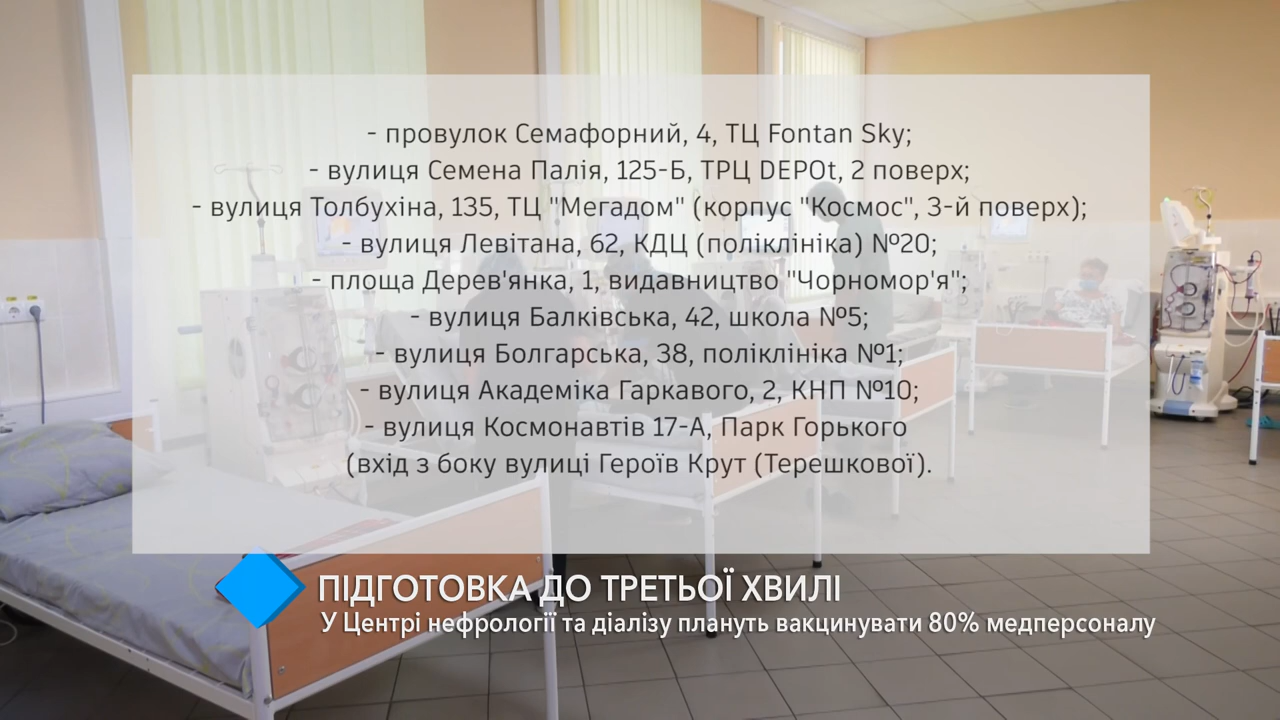 - провулок Семафорний, 4, ТЦ Fontan Sky;
- вулиця Семена Палія, 125-Б, ТРЦ DEPOt, 2 поверх;
- вулиця Толбухіна, 135, ТЦ "Мегадом" (корпус "Космос", 3-й поверх);
- вулиця Левітана, 62, КДЦ (поліклініка) №20;
- площа Дерев'янка, 1, видавництво "Чорномор'я";
- вулиця Балківська, 42, школа №5;
- вулиця Болгарська, 38, поліклініка №1;
- вулиця Академіка Гаркавого, 2, КНП №10;
- вулиця Космонавтів 17-А, Парк Горького
(вхід з боку вулиці Героїв Крут (Терешкової).
ПІДГОТОВКА ДО ТРЕТЬОЇ ХВИЛІ
У Центрі нефрології та діалізу плануть вакцинувати 80% медперсоналу